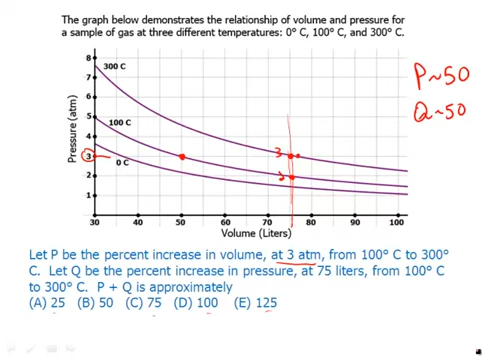 The graph below demonstrates the relationship of volume and pressure for
a sample of gas at three different temperatures: 0° C, 100° C, and 300° C.
P~50
Q~50
Pressure (atm)
8
7
6
5
4
3
2
1
300 C
100 C
0 C
3
2
30 40 50 60 70 80 90 100
Volume (Liters)
Let P be the percent increase in volume, at 3 atm, from 100° C to 300°
C. Let Q be the percent increase in pressure, at 75 liters, from 100° C
to 300° C. P + Q is approximately
(A) 25 (B) 50 (C) 75 (D) 100 (E) 125